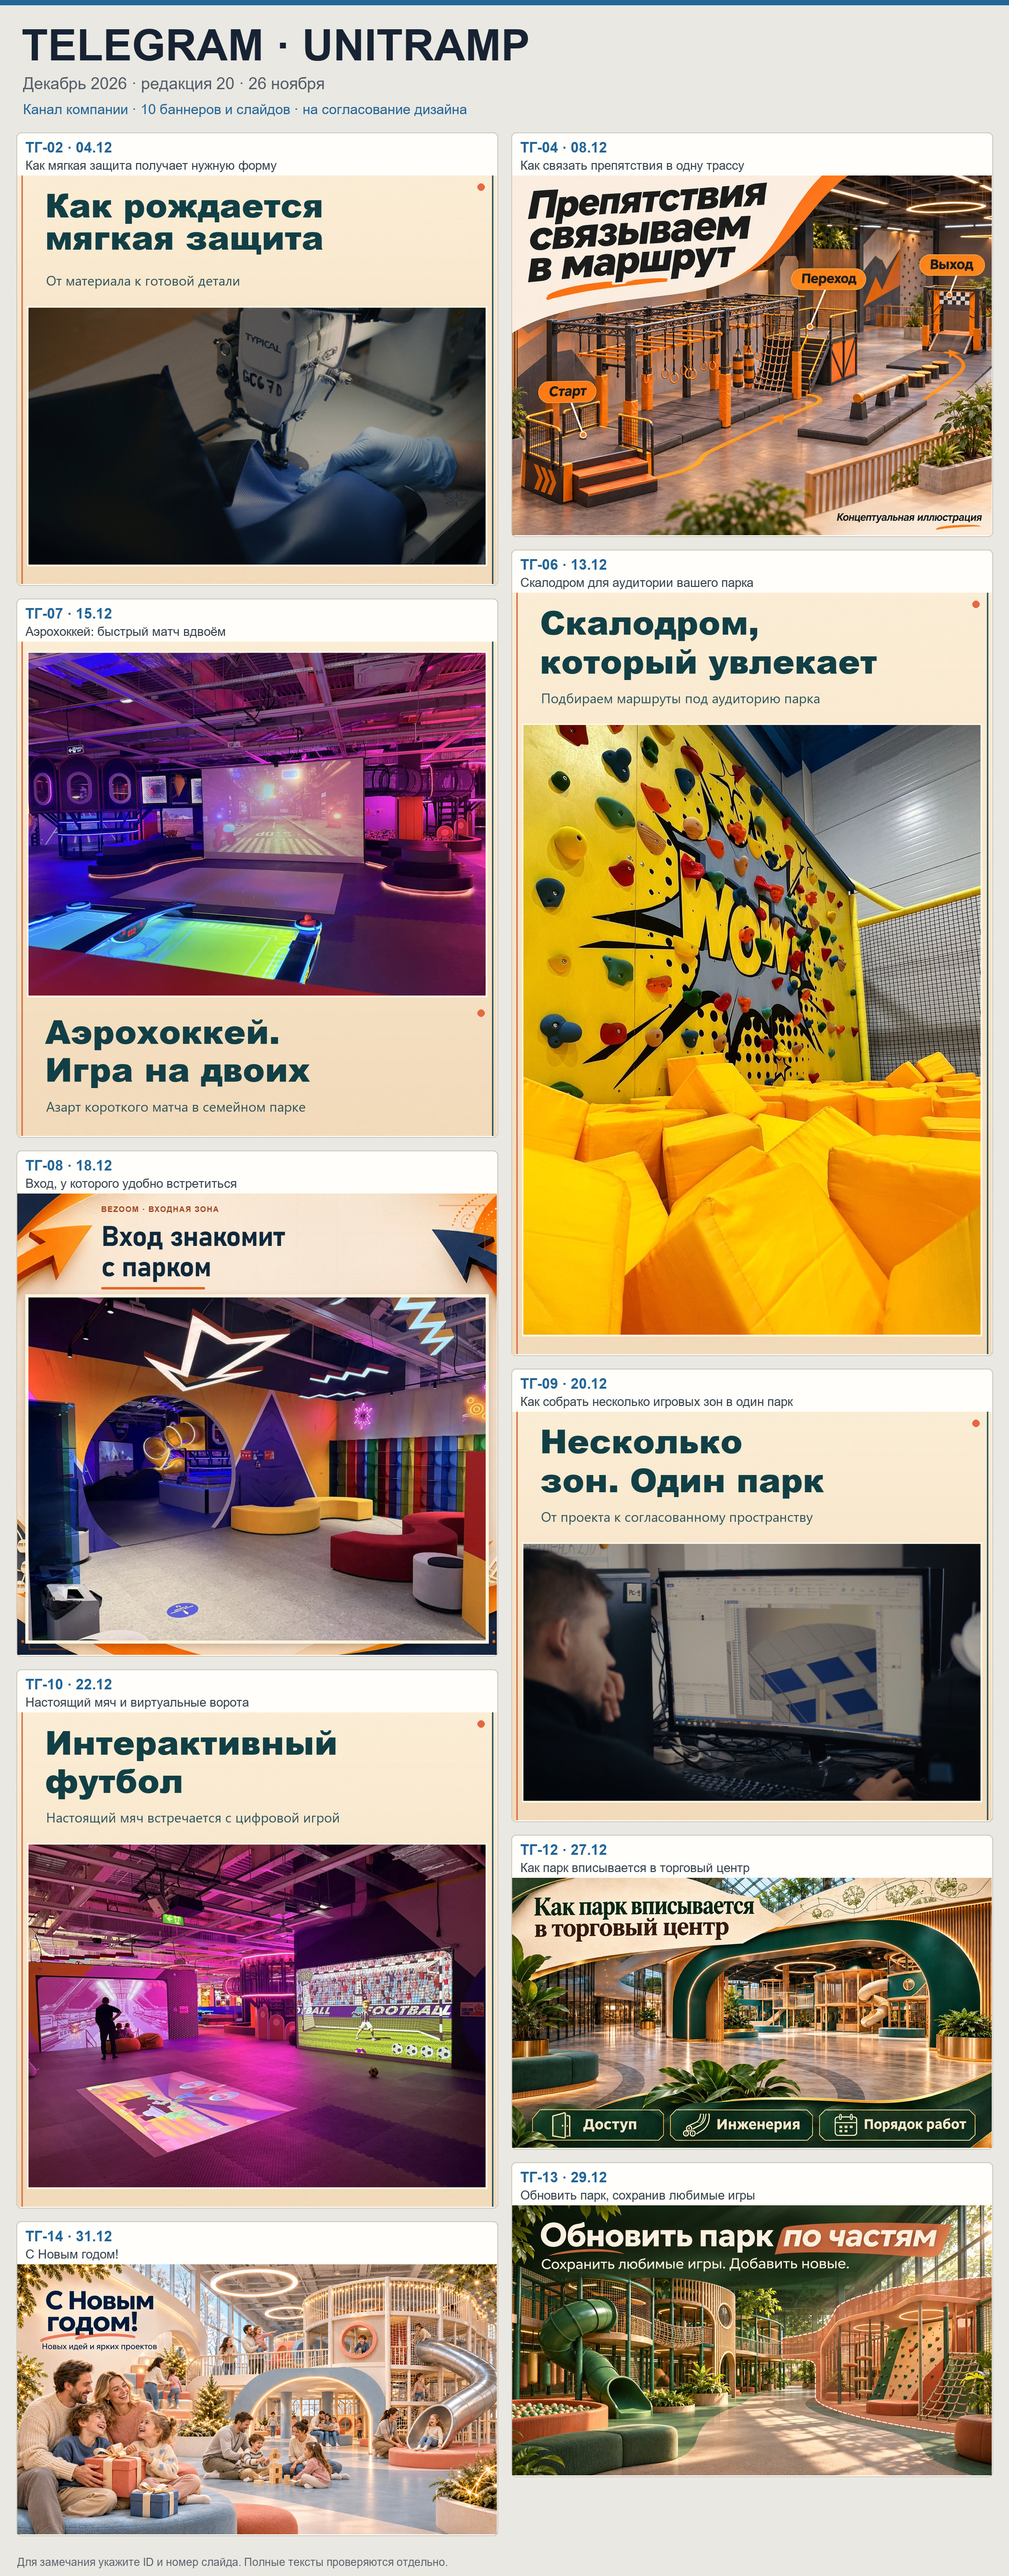 TELEGRAM · UNITRAMP
Декабрь 2026 · редакция 20 · 26 ноября
Канал компании · 10 баннеров и слайдов · на согласование дизайна
ТГ-02 · 04.12
Как мягкая защита получает нужную форму
Как рождается
мягкая защита
От материала к готовой детали
TYPICAL
GC67D
ТГ-04 · 08.12
Как связать препятствия в одну трассу
Препятствия
связываем
в маршрут
Выход
Переход
Старт
Концептуальная иллюстрация
ТГ-06 · 13.12
Скалодром для аудитории вашего парка
Скалодром,
который увлекает
Подбираем маршруты под аудиторию парка
WOW
ТГ-07 · 15.12
Аэрохоккей: быстрый матч вдвоём
Аэрохоккей.
Игра на двоих
Азарт короткого матча в семейном парке
ТГ-08 · 18.12
Вход, у которого удобно встретиться
BEZOOM · ВХОДНАЯ ЗОНА
Вход знакомит
с парком
ТГ-09 · 20.12
Как собрать несколько игровых зон в один парк
Несколько
зон. Один парк
От проекта к согласованному пространству
ТГ-10 · 22.12
Настоящий мяч и виртуальные ворота
Интерактивный
футбол
Настоящий мяч встречается с цифровой игрой
FOOTBALL
ТГ-12 · 27.12
Как парк вписывается в торговый центр
Как парк вписывается
в торговый центр
Доступ
Инженерия
Порядок работ
ТГ-13 · 29.12
Обновить парк, сохранив любимые игры
Обновить парк по частям
Сохранить любимые игры. Добавить новые.
ТГ-14 · 31.12
С Новым годом!
С Новым
годом!
Новых идей и ярких проектов
Для замечания укажите ID и номер слайда. Полные тексты проверяются отдельно.